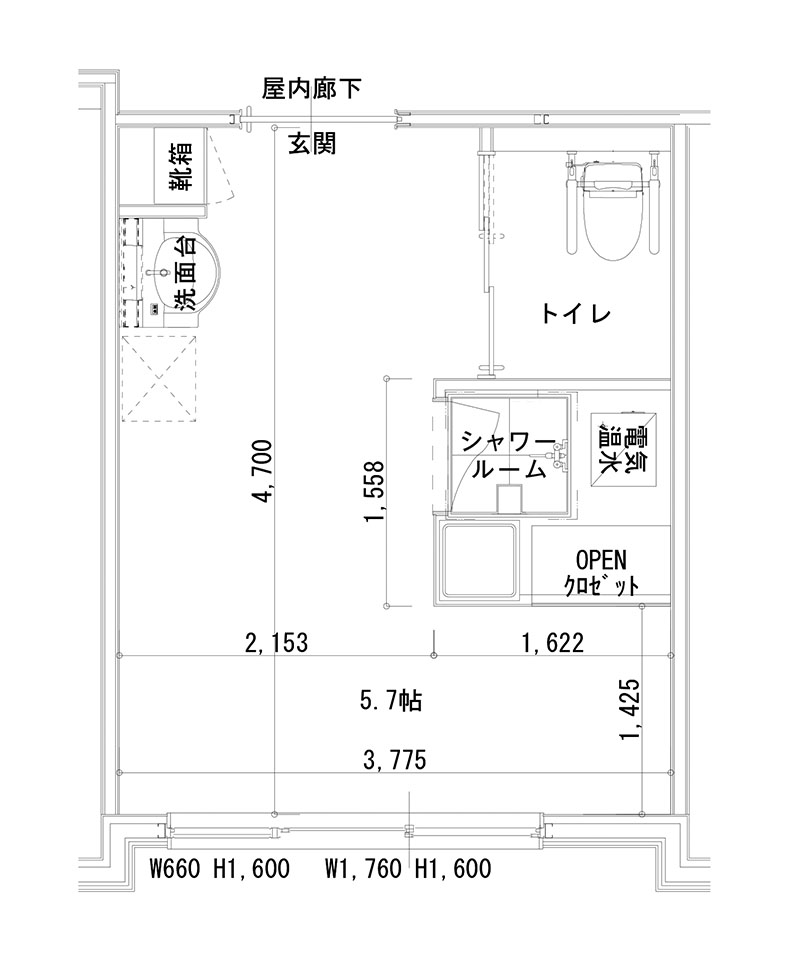 屋内廊下
玄関
靴箱
洗面台
トイレ
シャワー
ルーム
電気
温水
4,700
1,558
OPEN
ｸﾛｾﾞｯﾄ
2,153
1,622
1,425
5.7帖
3,775
W660 H1,600
W1,760 H1,600